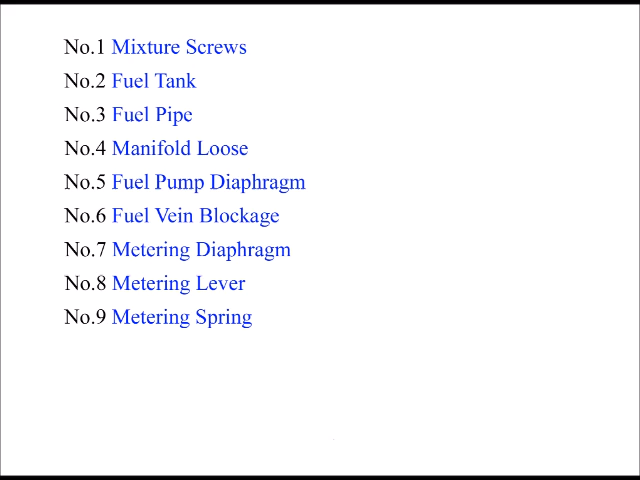 No.1 Mixture Screws
No.2 Fuel Tank
No.3 Fuel Pipe
No.4 Manifold Loose
No.5 Fuel Pump Diaphragm
No.6 Fuel Vein Blockage
No.7 Metering Diaphragm
No.8 Metering Lever
No.9 Metering Spring